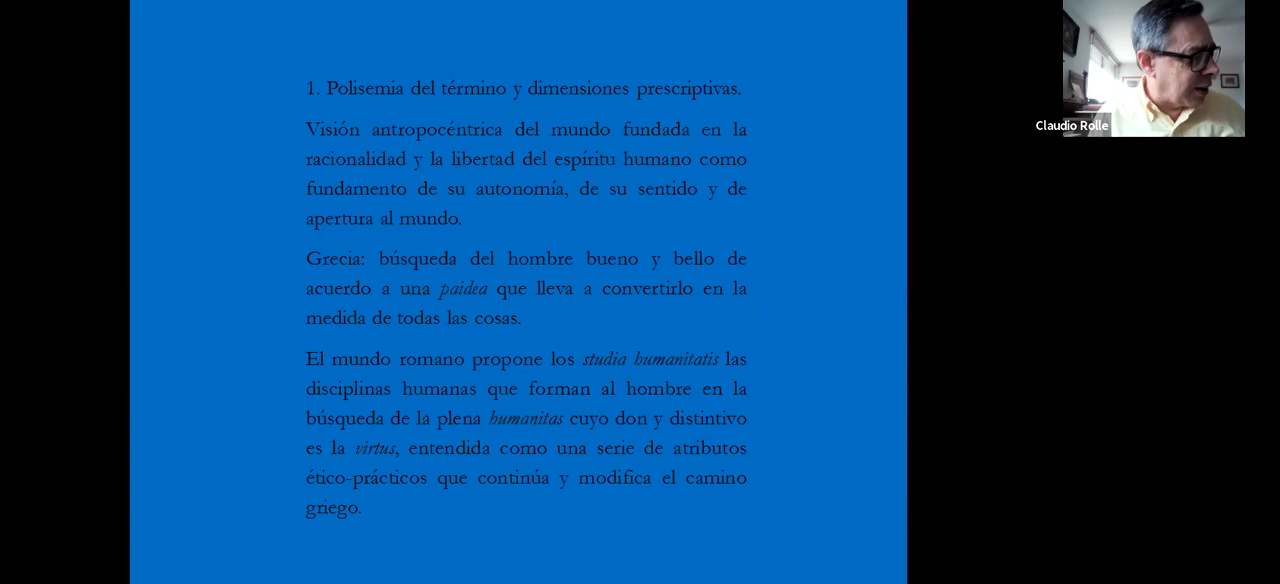 1. Polisemia del término y dimensiones prescriptivas.
Visión antropocéntrica del mundo fundada en la
racionalidad y la libertad del espíritu humano como
fundamento de su autonomía, de su sentido y de
apertura al mundo.
Grecia: búsqueda del hombre bueno y bello de
acuerdo a una paidea que lleva a convertirlo en la
medida de todas las cosas.
El mundo romano propone los studia humanitatis las
disciplinas humanas que forman al hombre en la
búsqueda de la plena humanitas cuyo don y distintivo
es la virtus, entendida como una serie de atributos
ético-prácticos que continúa y modifica el camino
griego.
Claudio Rolle